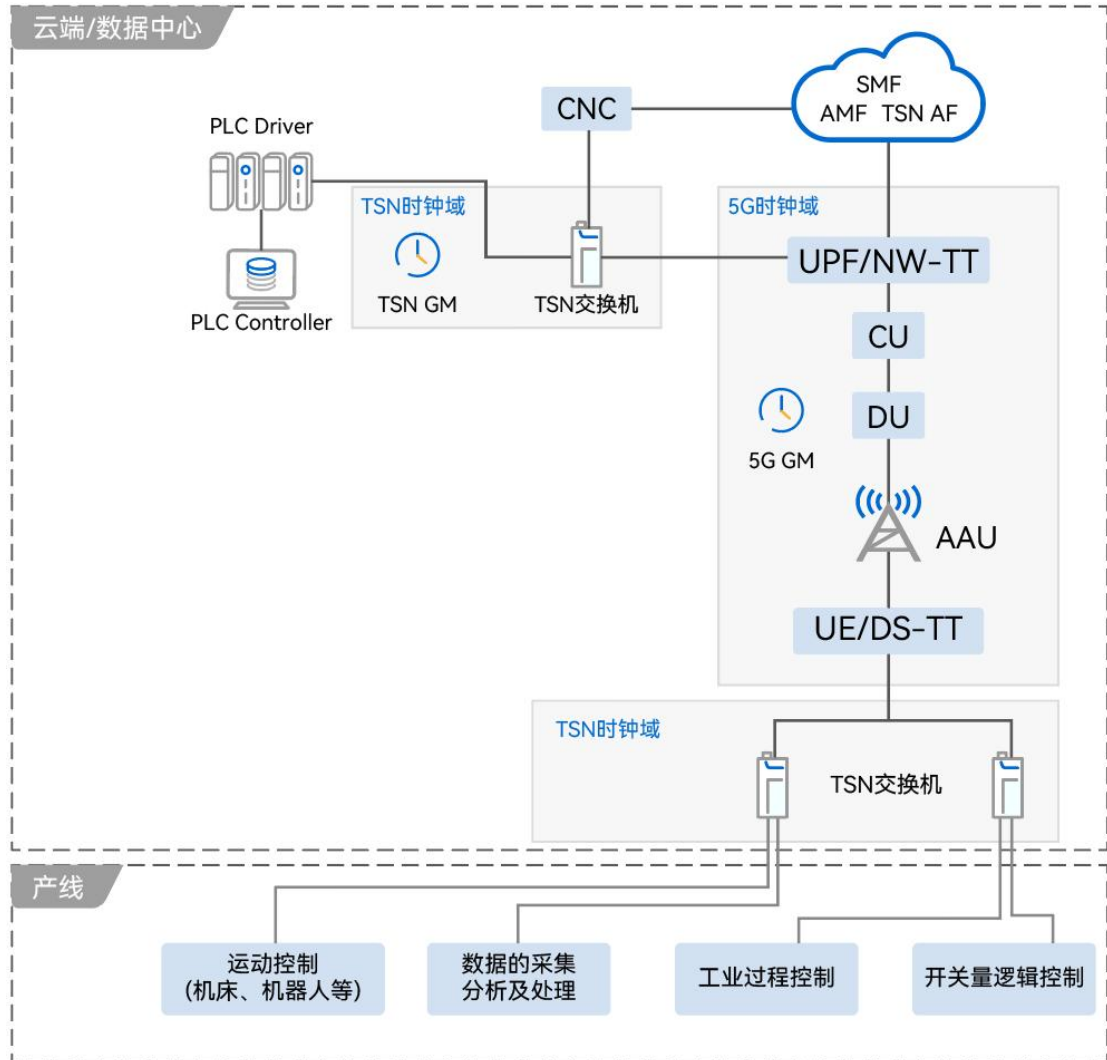 云端/数据中心
SMF
AMF TSN AF
CNC
PLC Driver
TSN时钟域
5G时钟域
UPF/NW-TT
TSN GM
TSN交换机
PLC Controller
CU
DU
5G GM
AAU
UE/DS-TT
TSN时钟域
TSN交换机
产线
运动控制
(机床、机器人等)
数据的采集
分析及处理
工业过程控制
开关量逻辑控制